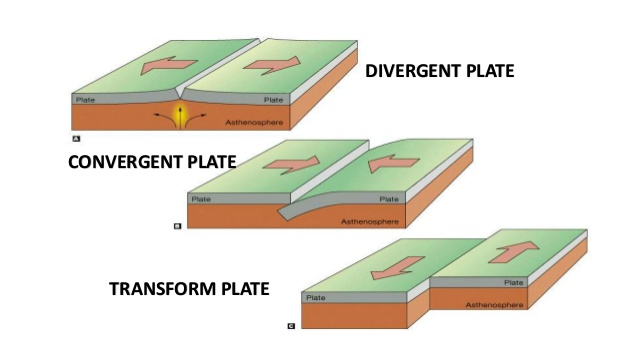 DIVERGENT PLATE
Plate
Plate
Asthenosphere
A
CONVERGENT PLATE
Plate
Plate
Asthenosphere
B
TRANSFORM PLATE
Plate
Plate
Asthenosphere
C